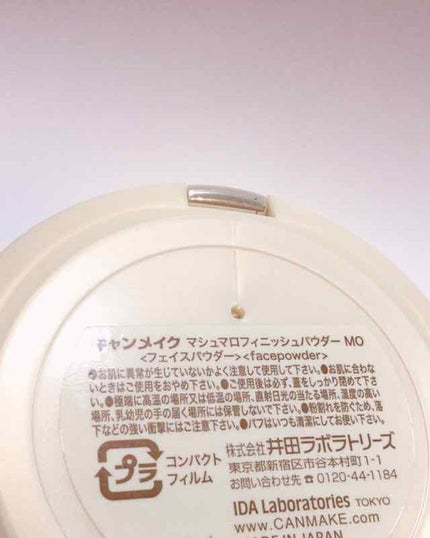 キャンメイク マシュマロフィニッシュパウダー MO
<フェイスパウダー><facepowder>
●お肌に異常が生じていないかよく注意して使用して下さい。●お肌に合わ
ないときはご使用をおやめ下さい。●ご使用後は必ず、蓋をしっかり閉めて下さ
い。●極端に高温の場所又は低温の場所、直射日光の当たる場所、湿度の高い
場所、乳幼児の手の届く場所には保管しないで下さい。●粉割れを防ぐため、落
下などの強い衝撃にはご注意下さい。●パフはいつも清潔にしてお使い下さい。
プラ
コンパクト
フィルム
株式会社 井田ラボラトリーズ
東京都新宿区市谷本村町1-1
お問い合わせ先 ☎ 0120-44-1184
IDA Laboratories TOKYO
www.CANMAKE.com
MADE IN JAPAN